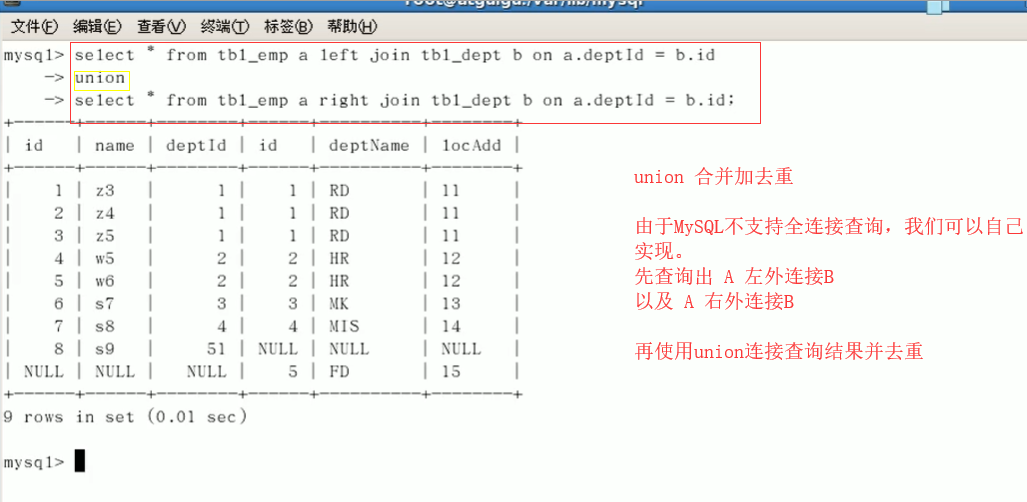 root@atguigu:/var/lib/mysql
文件(F) 编辑(E) 查看(V) 终端(T) 标签(B) 帮助(H)
mysql> select * from tbl_emp a left join tbl_dept b on a.deptId = b.id
-> union
-> select * from tbl_emp a right join tbl_dept b on a.deptId = b.id;
+------+------+--------+------+----------+--------+
| id | name | deptId | id | deptName | locAdd |
+------+------+--------+------+----------+--------+
| 1 | z3 | 1 | 1 | RD | 11 |
| 2 | z4 | 1 | 1 | RD | 11 |
| 3 | z5 | 1 | 1 | RD | 11 |
| 4 | w5 | 2 | 2 | HR | 12 |
| 5 | w6 | 2 | 2 | HR | 12 |
| 6 | s7 | 3 | 3 | MK | 13 |
| 7 | s8 | 4 | 4 | MIS | 14 |
| 8 | s9 | 51 | NULL | NULL | NULL |
| NULL | NULL | NULL | 5 | FD | 15 |
+------+------+--------+------+----------+--------+
9 rows in set (0.01 sec)
mysql>
union 合并加去重
由于MySQL不支持全连接查询，我们可以自己
实现。
先查询出 A 左外连接B
以及 A 右外连接B
再使用union连接查询结果并去重